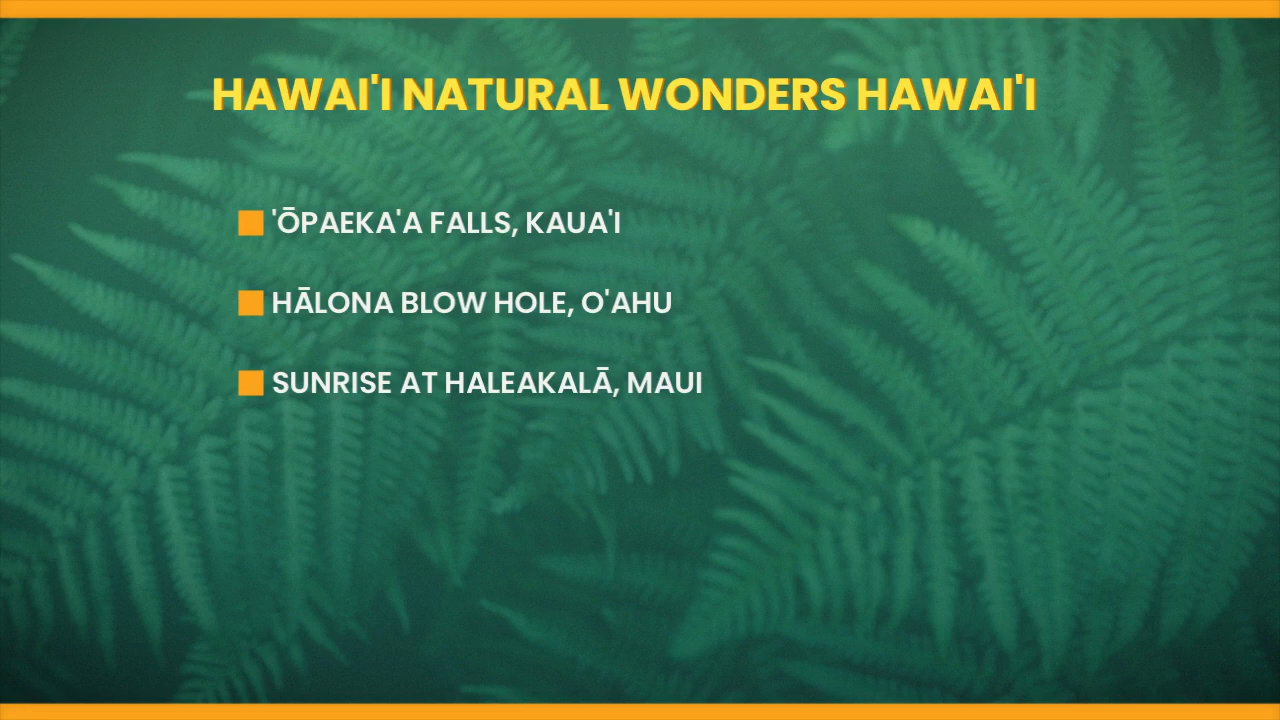 HAWAI'I NATURAL WONDERS HAWAI'I
'ŌPAEKA'A FALLS, KAUA'I
HĀLONA BLOW HOLE, O'AHU
SUNRISE AT HALEAKALĀ, MAUI